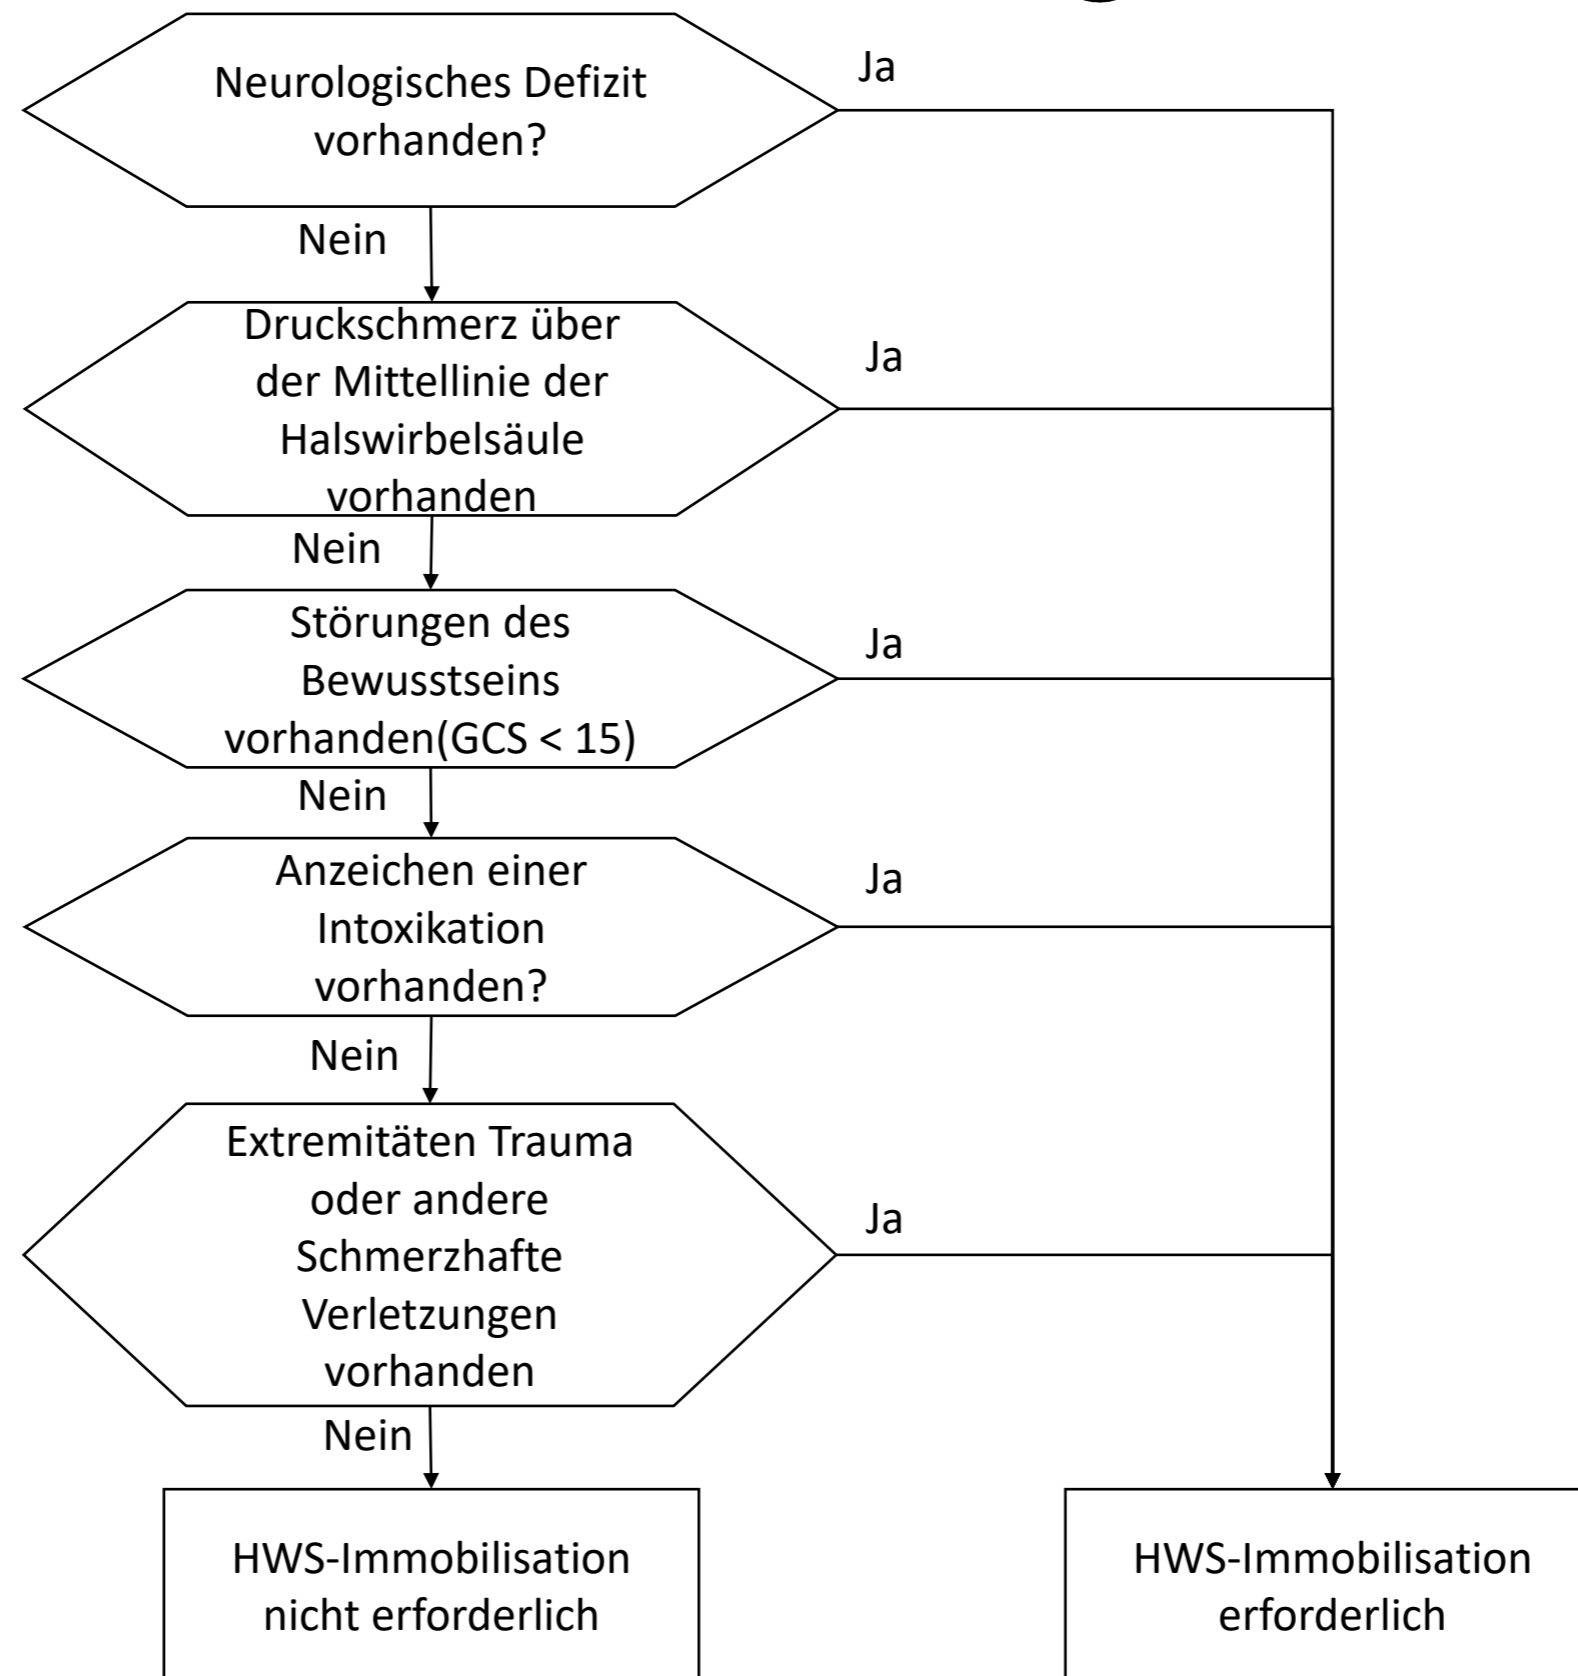 Neurologisches Defizit
vorhanden?
Ja
Nein
Druckschmerz über
der Mittellinie der
Halswirbelsäule
vorhanden
Ja
Nein
Störungen des
Bewusstseins
vorhanden(GCS < 15)
Ja
Nein
Anzeichen einer
Intoxikation
vorhanden?
Ja
Nein
Extremitäten Trauma
oder andere
Schmerzhafte
Verletzungen
vorhanden
Ja
Nein
HWS-Immobilisation
nicht erforderlich
HWS-Immobilisation
erforderlich